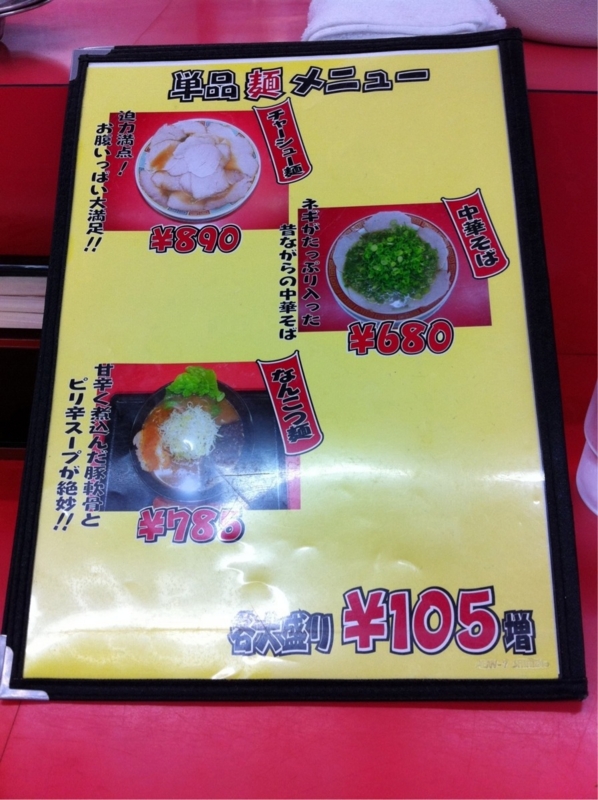 単品 麺 メニュー
チャーシュー麺
迫力満点！
お腹いっぱい大満足!!
¥890
中華そば
ネギがたっぷり入った
昔ながらの中華そば
¥680
なんこつ麺
甘辛く煮込んだ豚軟骨と
ピリ辛スープが絶妙!!
¥785
各大盛り ¥105 増